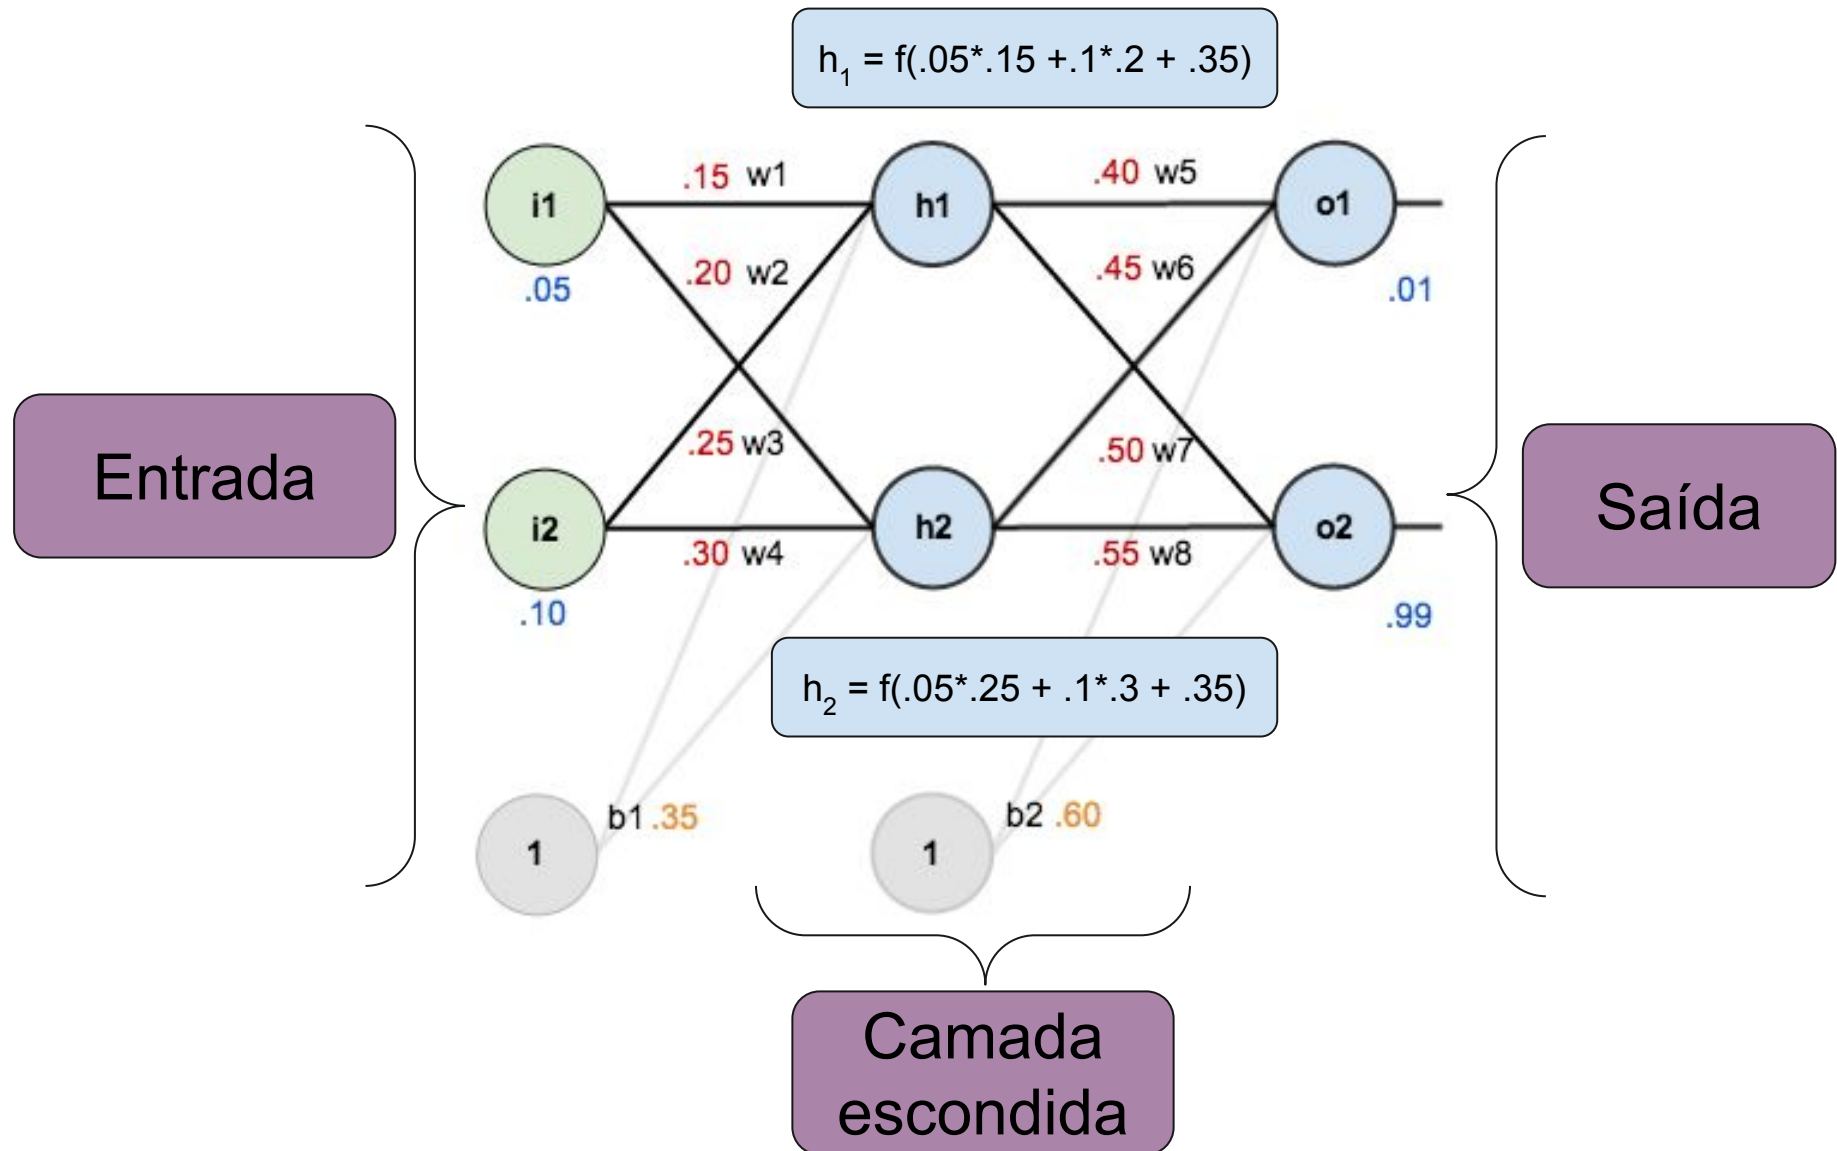 h1 = f(.05*.15 +.1*.2 + .35)
i1
.15 w1
h1
.40 w5
o1
.20 w2
.45 w6
.05
.01
Entrada
.25 w3
.50 w7
Saída
i2
h2
o2
.30 w4
.55 w8
.10
.99
h2 = f(.05*.25 + .1*.3 + .35)
1
b1 .35
1
b2 .60
Camada
escondida